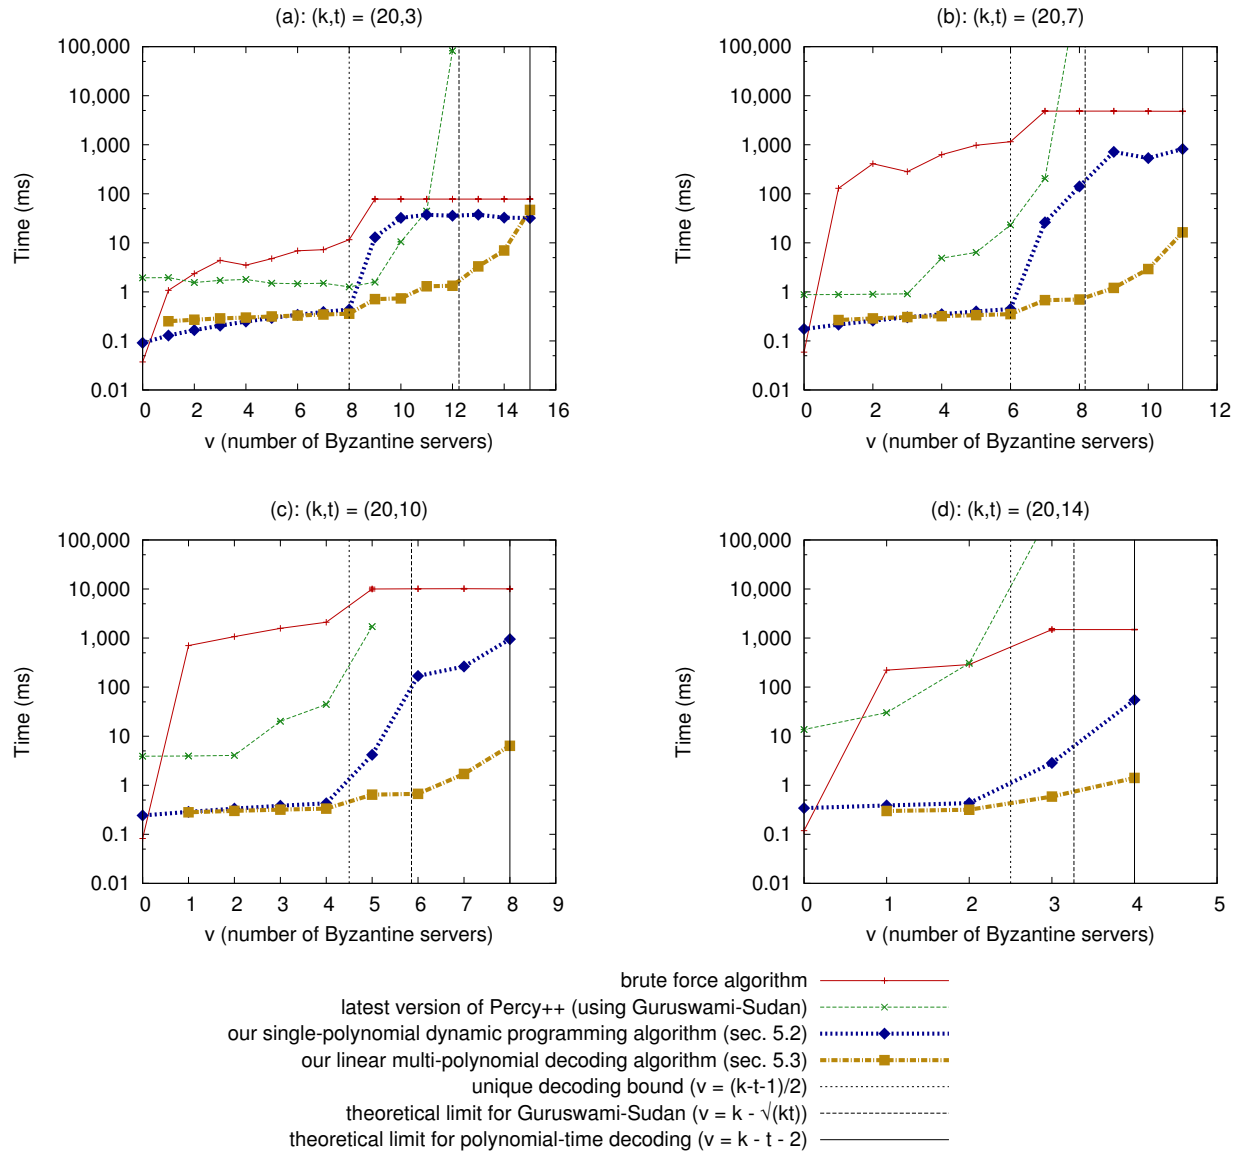 (a): (k,t) = (20,3)
100,000
10,000
1,000
100
10
1
0.1
0.01
Time (ms)
0 2 4 6 8 10 12 14 16
v (number of Byzantine servers)
(b): (k,t) = (20,7)
100,000
10,000
1,000
100
10
1
0.1
0.01
Time (ms)
0 2 4 6 8 10 12
v (number of Byzantine servers)
(c): (k,t) = (20,10)
100,000
10,000
1,000
100
10
1
0.1
0.01
Time (ms)
0 1 2 3 4 5 6 7 8 9
v (number of Byzantine servers)
(d): (k,t) = (20,14)
100,000
10,000
1,000
100
10
1
0.1
0.01
Time (ms)
0 1 2 3 4 5
v (number of Byzantine servers)
brute force algorithm
latest version of Percy++ (using Guruswami-Sudan)
our single-polynomial dynamic programming algorithm (sec. 5.2)
our linear multi-polynomial decoding algorithm (sec. 5.3)
unique decoding bound (v = (k-t-1)/2)
theoretical limit for Guruswami-Sudan (v = k - √(kt))
theoretical limit for polynomial-time decoding (v = k - t - 2)